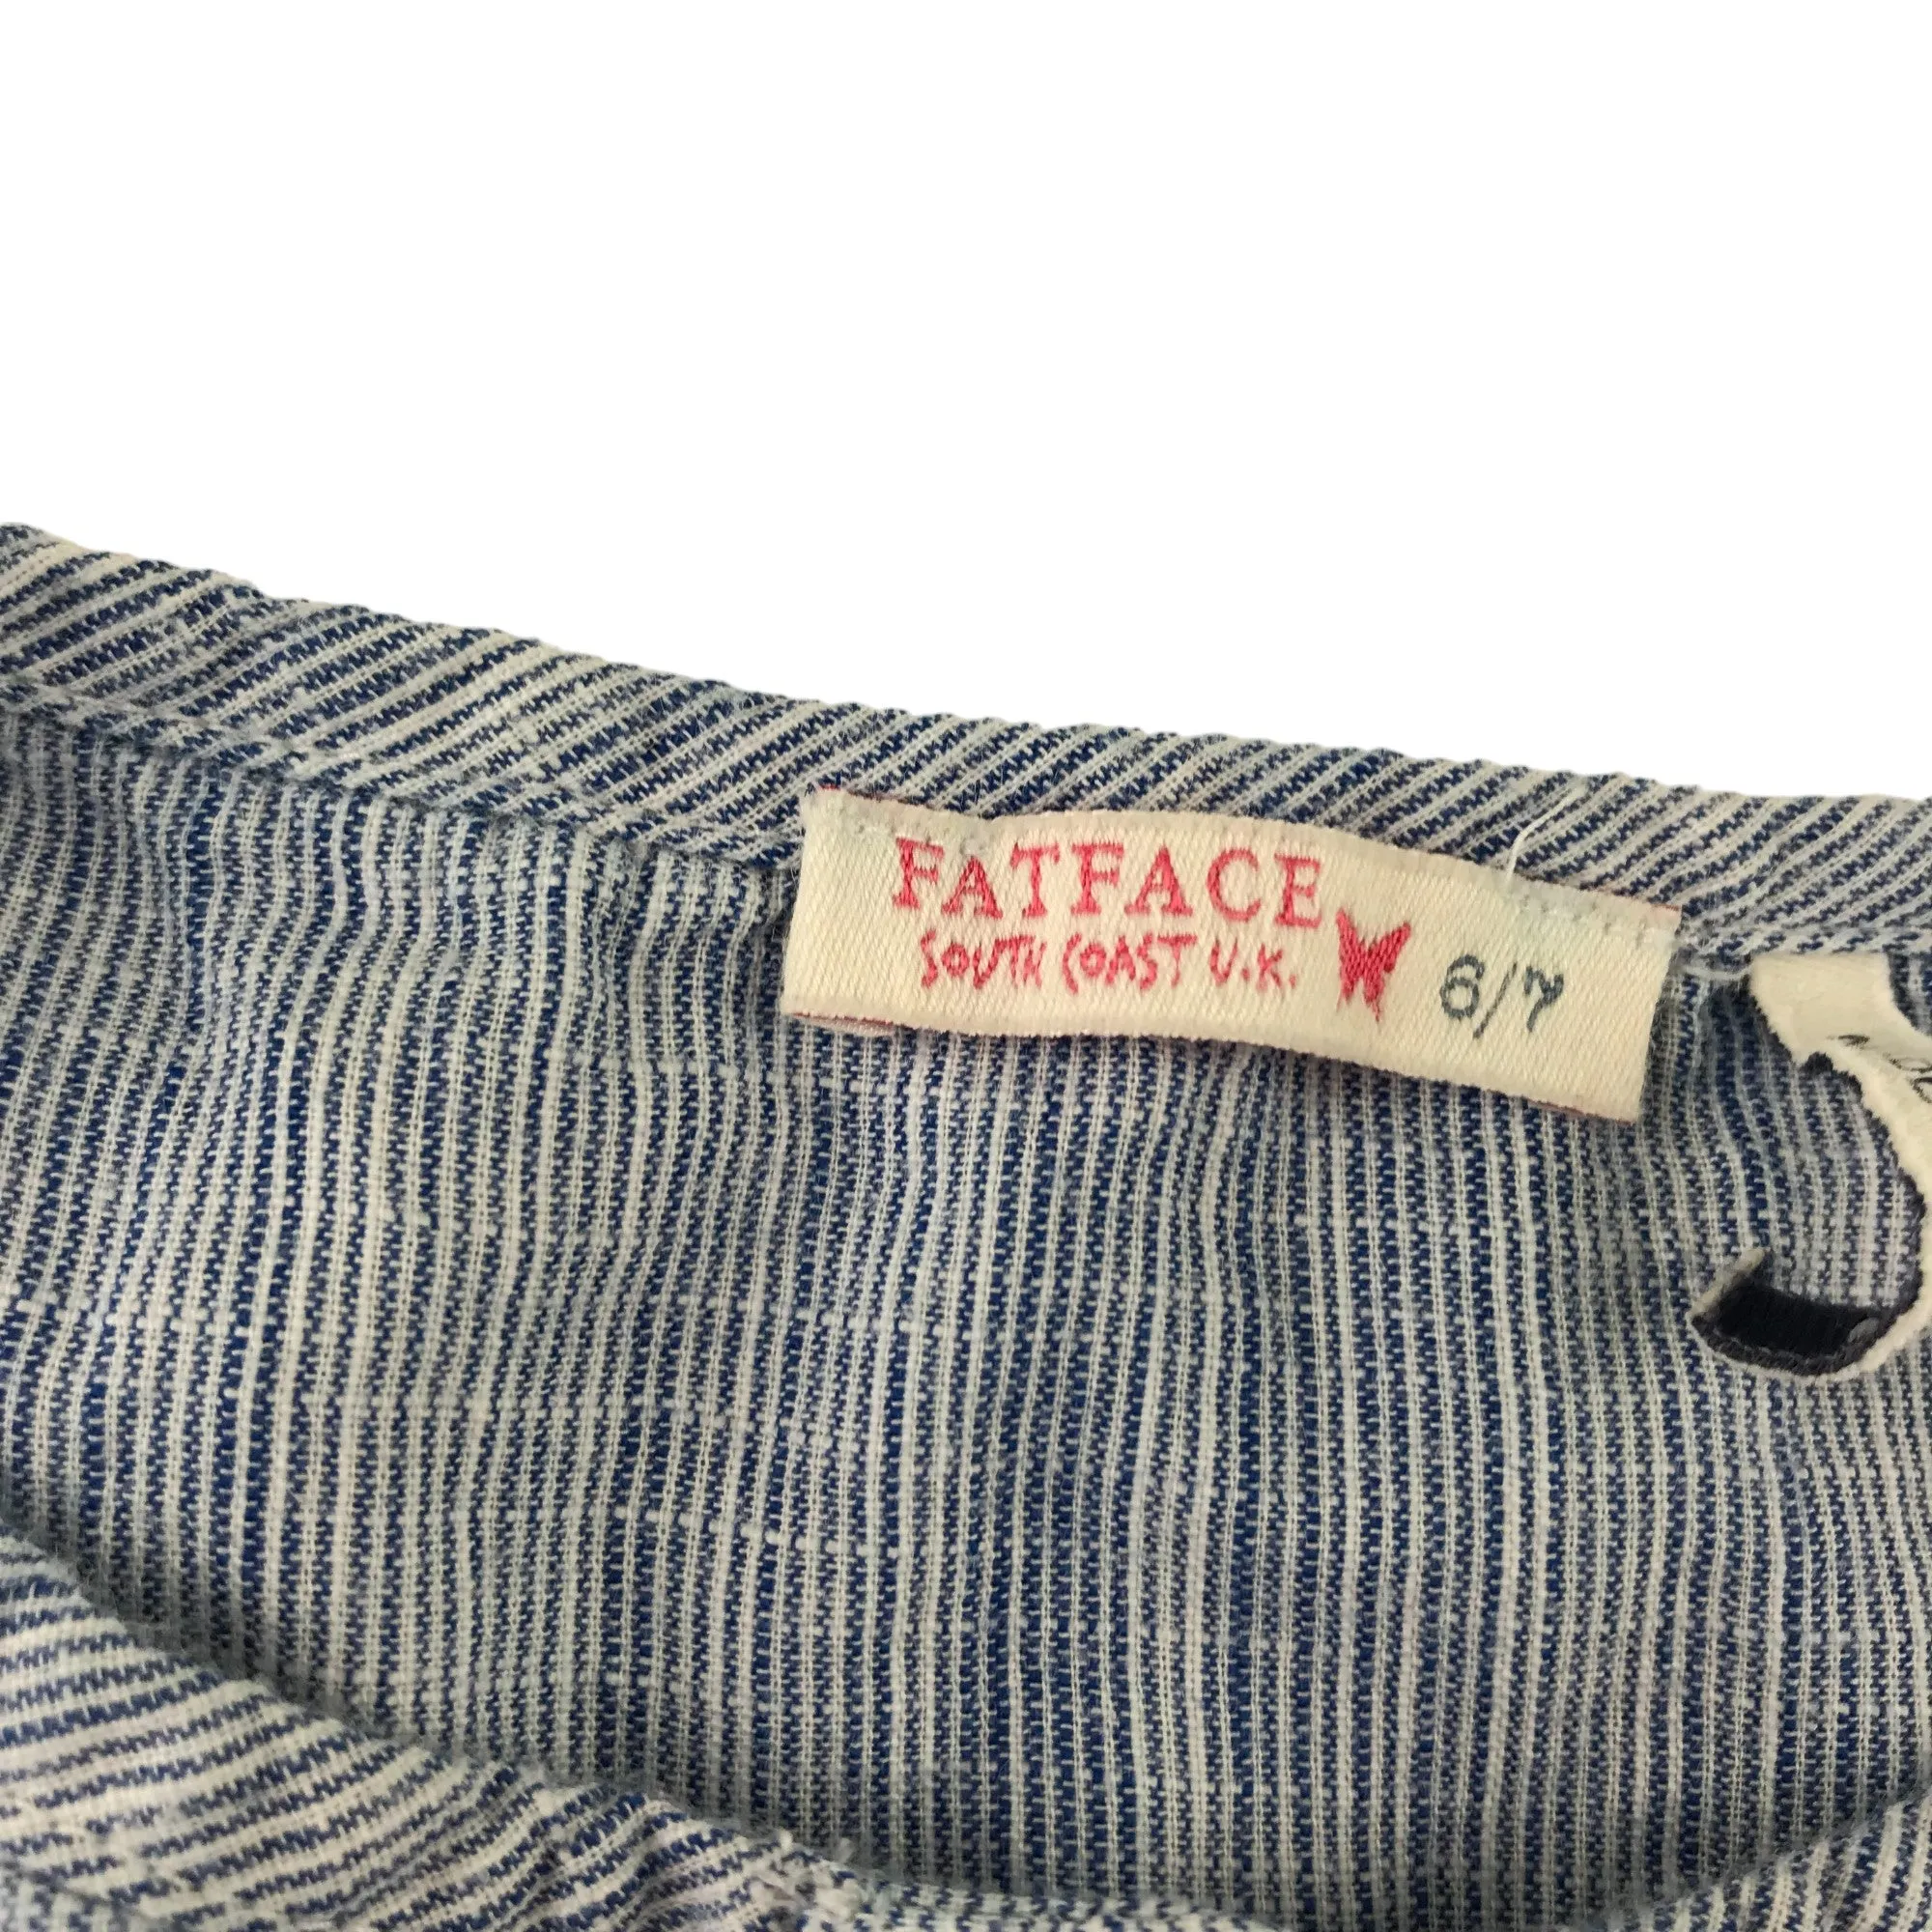 FATFACE
SOUTH COAST U.K.
6/7